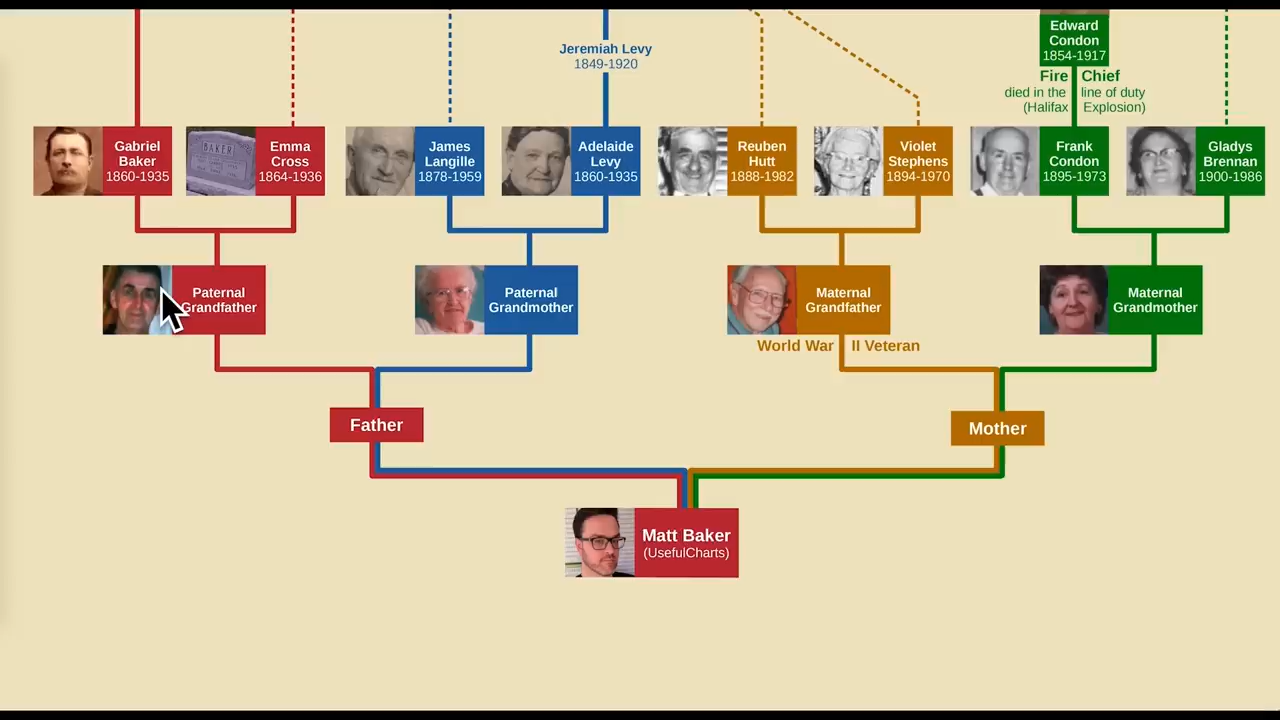 Edward
Condon
1854-1917
Jeremiah Levy
1849-1920
Fire Chief
died in the line of duty
(Halifax Explosion)
Gabriel
Baker
1860-1935
BAKER
Emma
Cross
1864-1936
James
Langille
1878-1959
Adelaide
Levy
1860-1935
Reuben
Hutt
1888-1982
Violet
Stephens
1894-1970
Frank
Condon
1895-1973
Gladys
Brennan
1900-1986
Paternal
Grandfather
Paternal
Grandmother
Maternal
Grandfather
Maternal
Grandmother
World War II Veteran
Father
Mother
Matt Baker
(UsefulCharts)